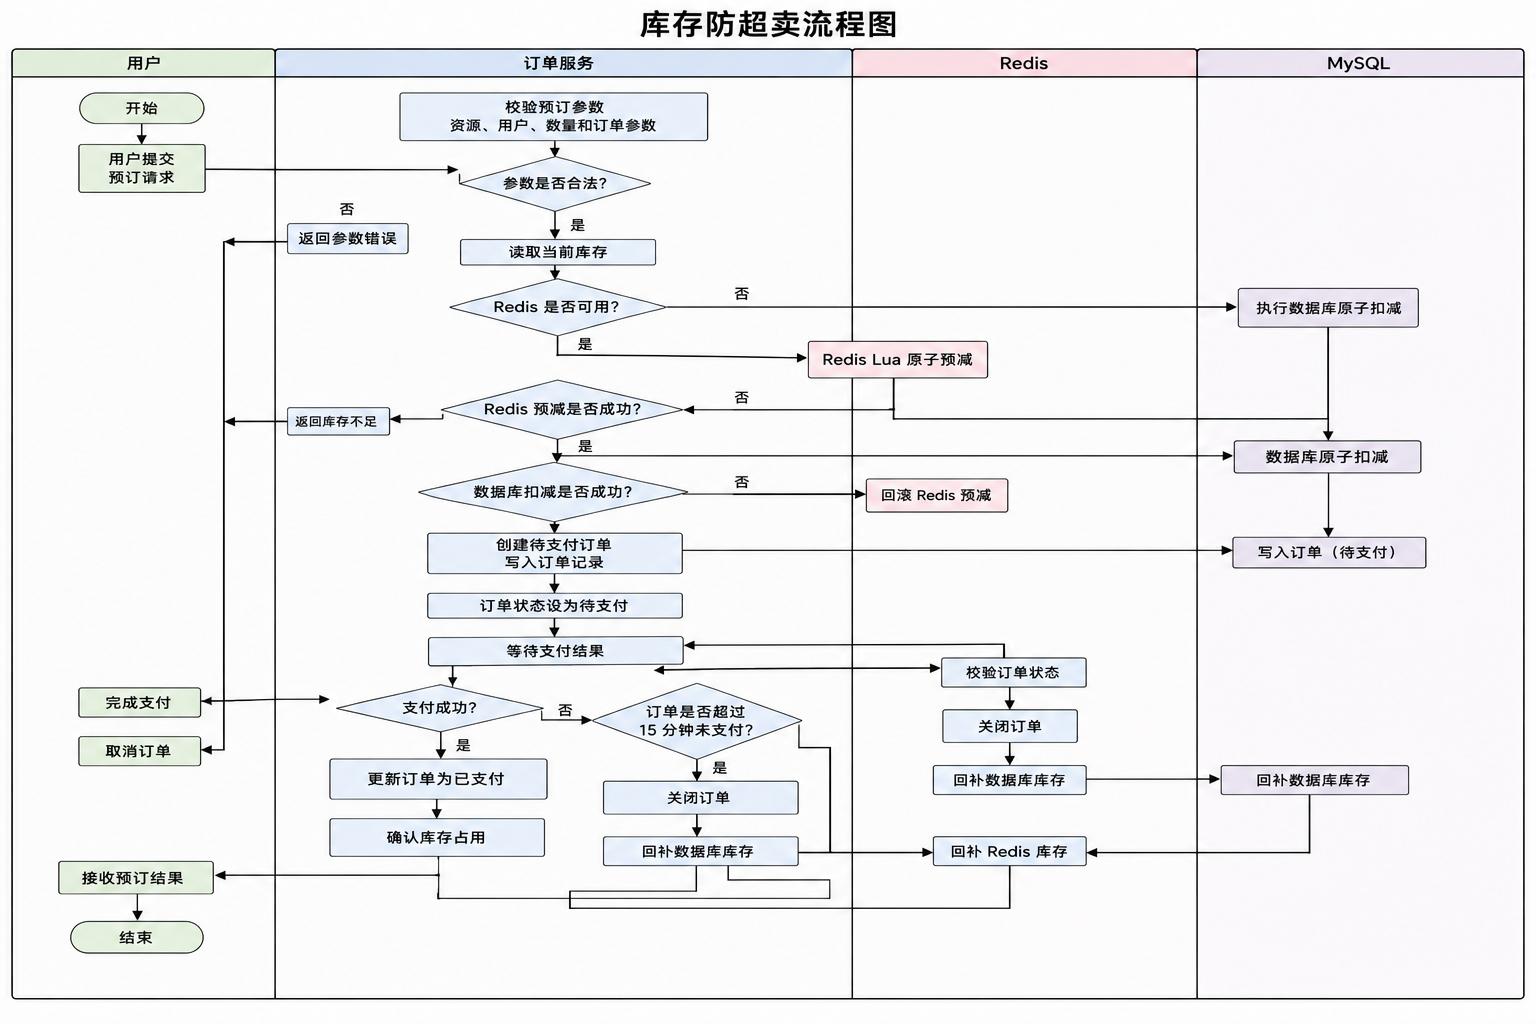 库存防超卖流程图
用户
订单服务
Redis
MySQL
开始
校验预订参数
资源、用户、数量和订单参数
用户提交
预订请求
参数是否合法?
否
是
返回参数错误
读取当前库存
Redis 是否可用?
否
执行数据库原子扣减
是
Redis Lua 原子预减
Redis 预减是否成功?
否
返回库存不足
是
数据库原子扣减
数据库扣减是否成功?
否
回滚 Redis 预减
创建待支付订单
写入订单记录
写入订单（待支付）
订单状态设为待支付
等待支付结果
校验订单状态
完成支付
支付成功?
否
订单是否超过
15 分钟未支付?
关闭订单
取消订单
是
是
更新订单为已支付
关闭订单
回补数据库库存
回补数据库库存
确认库存占用
回补数据库库存
回补 Redis 库存
接收预订结果
结束